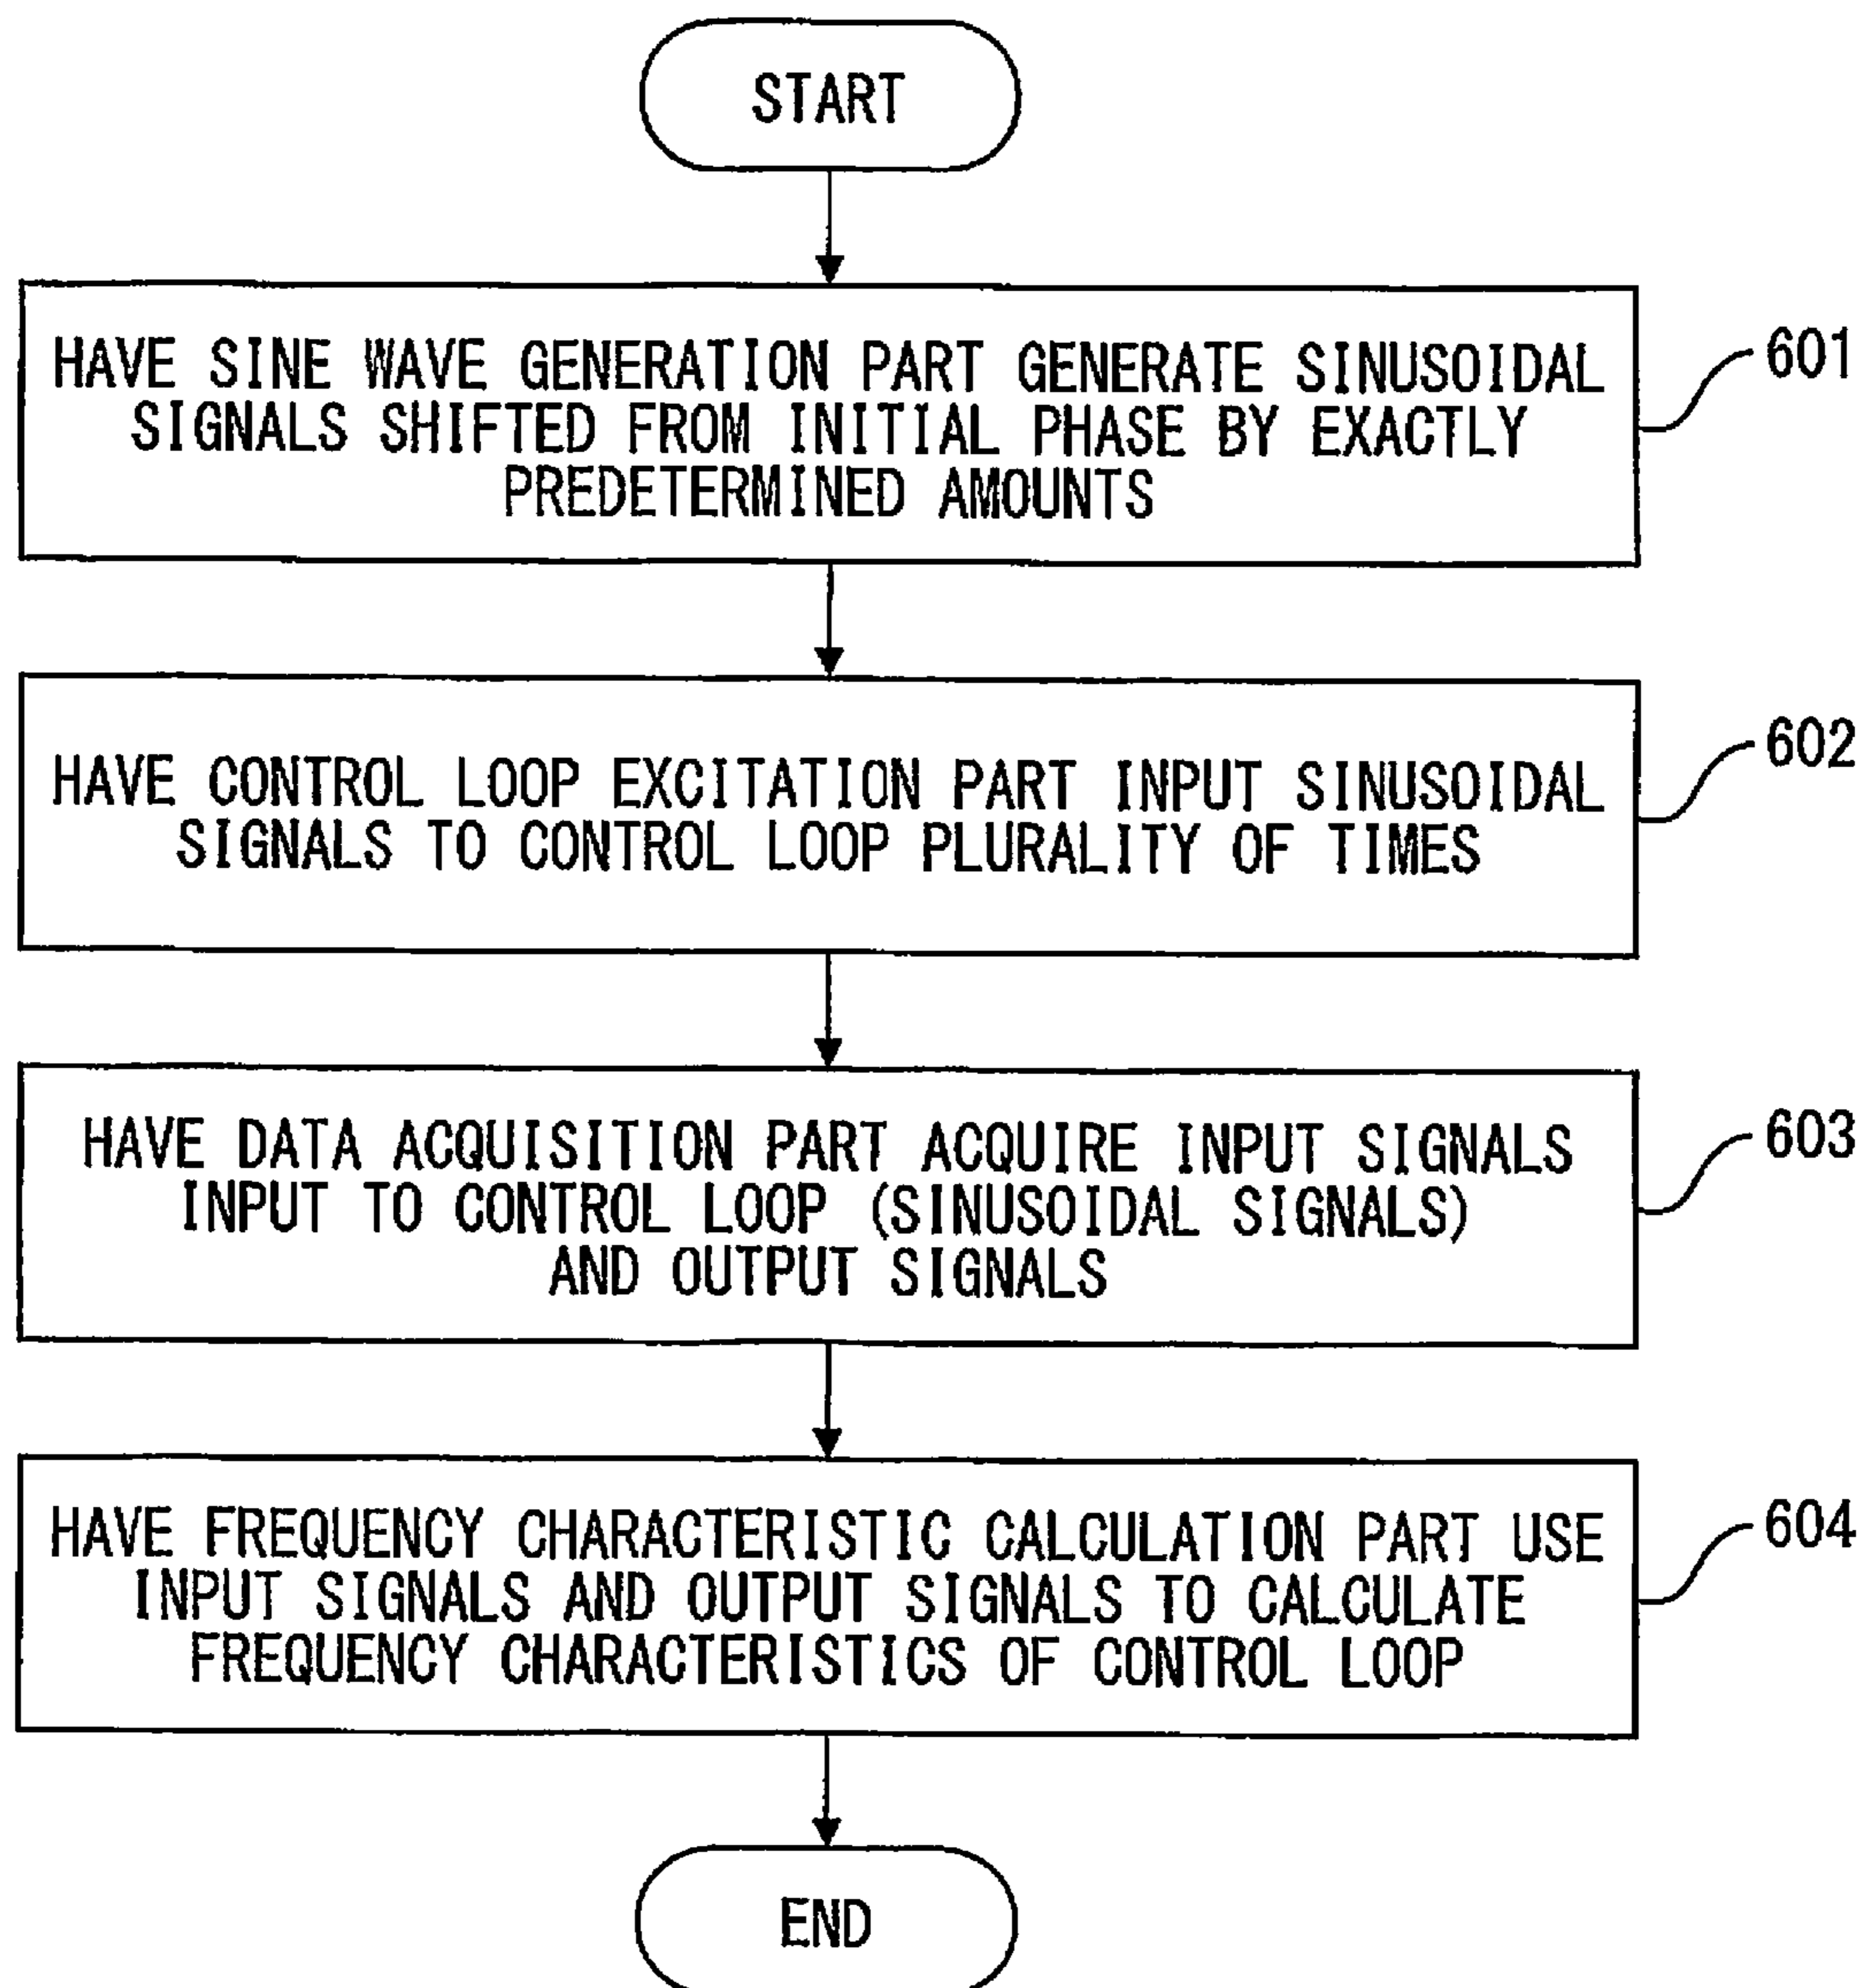 START
HAVE SINE WAVE GENERATION PART GENERATE SINUSOIDAL
SIGNALS SHIFTED FROM INITIAL PHASE BY EXACTLY
PREDETERMINED AMOUNTS
601
HAVE CONTROL LOOP EXCITATION PART INPUT SINUSOIDAL
SIGNALS TO CONTROL LOOP PLURALITY OF TIMES
602
HAVE DATA ACQUISITION PART ACQUIRE INPUT SIGNALS
INPUT TO CONTROL LOOP (SINUSOIDAL SIGNALS)
AND OUTPUT SIGNALS
603
HAVE FREQUENCY CHARACTERISTIC CALCULATION PART USE
INPUT SIGNALS AND OUTPUT SIGNALS TO CALCULATE
FREQUENCY CHARACTERISTICS OF CONTROL LOOP
604
END